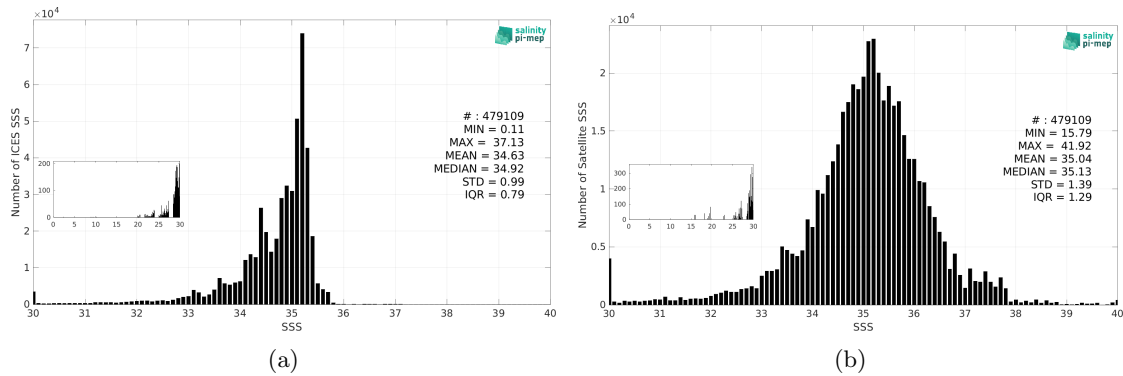 ×10⁴
salinity
pi-mep
# : 479109
MIN = 0.11
MAX = 37.13
MEAN = 34.63
MEDIAN = 34.92
STD = 0.99
IQR = 0.79
Number of ICES SSS
7
6
5
4
3
2
1
0
200
100
0
0 5 10 15 20 25 30
30 31 32 33 34 35 36 37 38 39 40
SSS
(a)
×10⁴
salinity
pi-mep
# : 479109
MIN = 15.79
MAX = 41.92
MEAN = 35.04
MEDIAN = 35.13
STD = 1.39
IQR = 1.29
Number of Satellite SSS
2
1.5
1
0.5
0
300
200
100
0
0 5 10 15 20 25 30
30 31 32 33 34 35 36 37 38 39 40
SSS
(b)